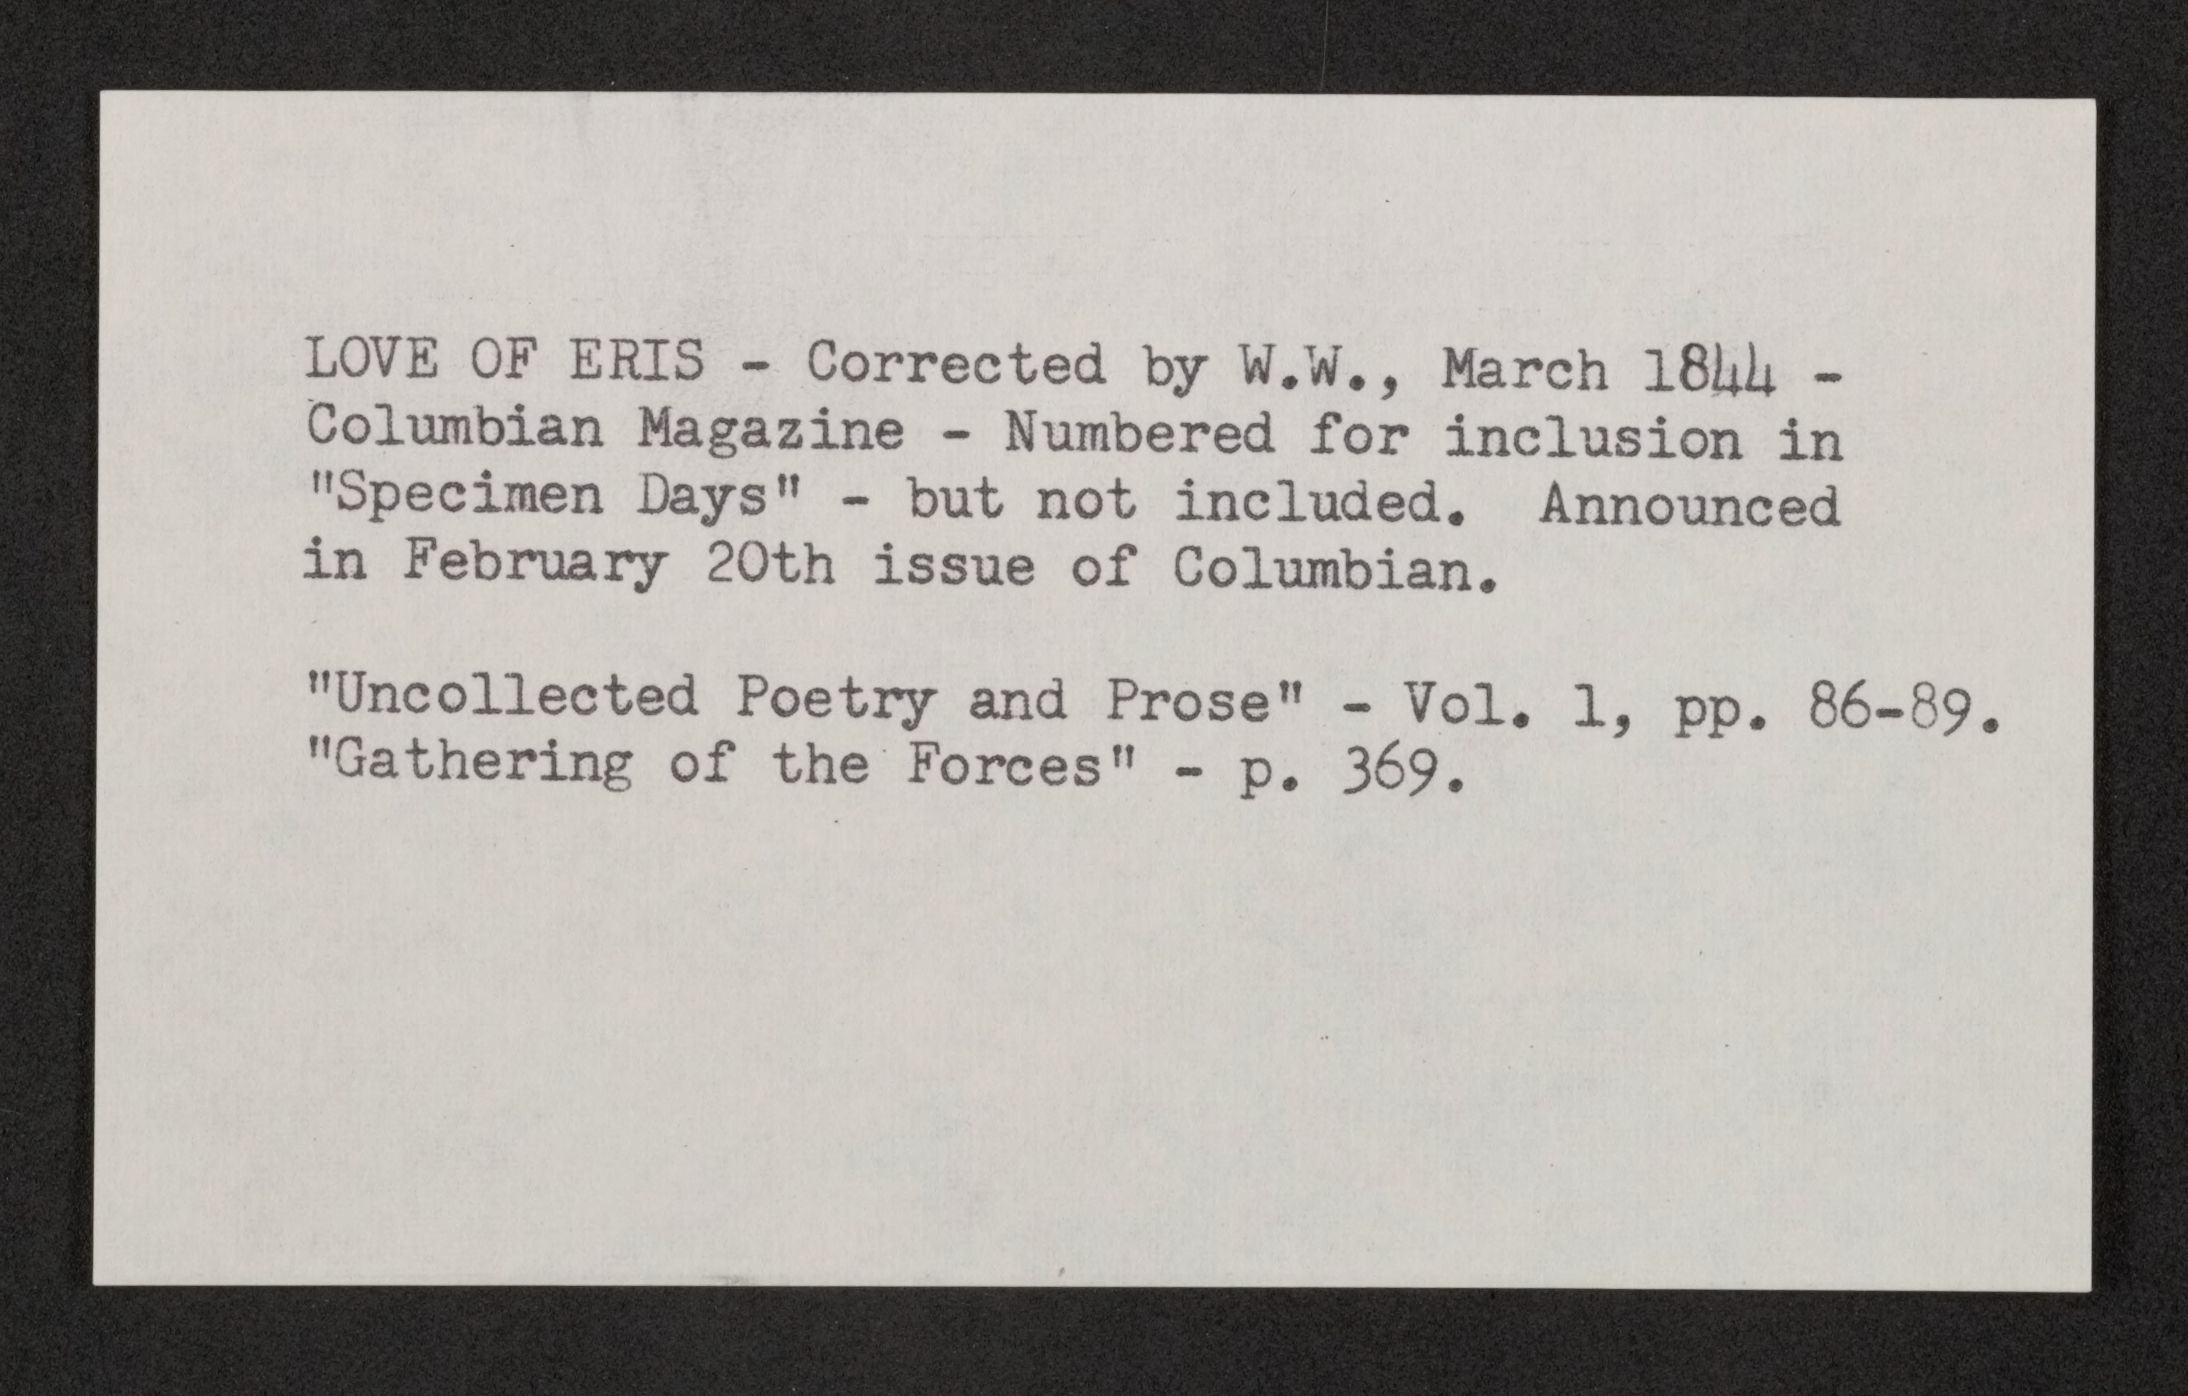 LOVE OF ERIS - Corrected by W.W., March 1844 -
Columbian Magazine - Numbered for inclusion in
"Specimen Days" - but not included.  Announced
in February 20th issue of Columbian.

"Uncollected Poetry and Prose" - Vol. 1, pp. 86-89.
"Gathering of the Forces" - p. 369.